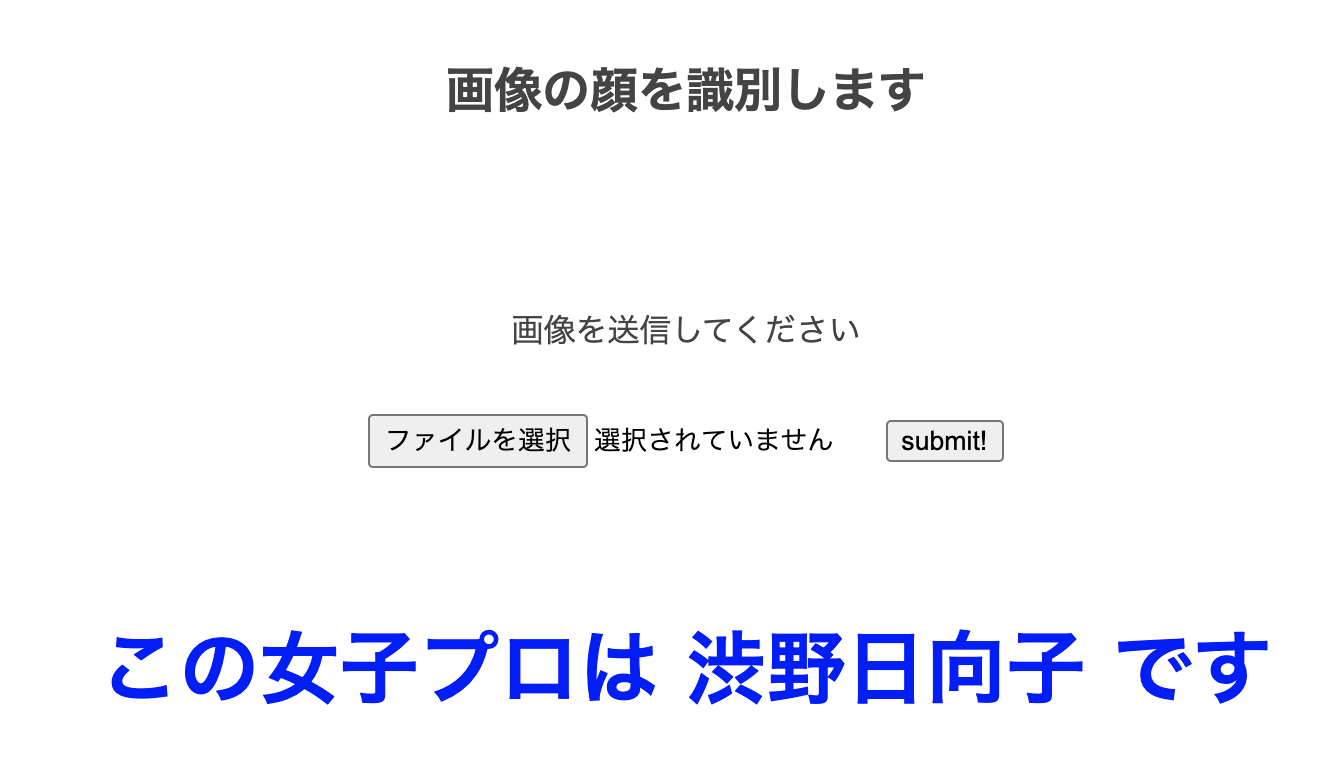 画像の顔を識別します
画像を送信してください
ファイルを選択 選択されていません submit!
この女子プロは 渋野日向子 です